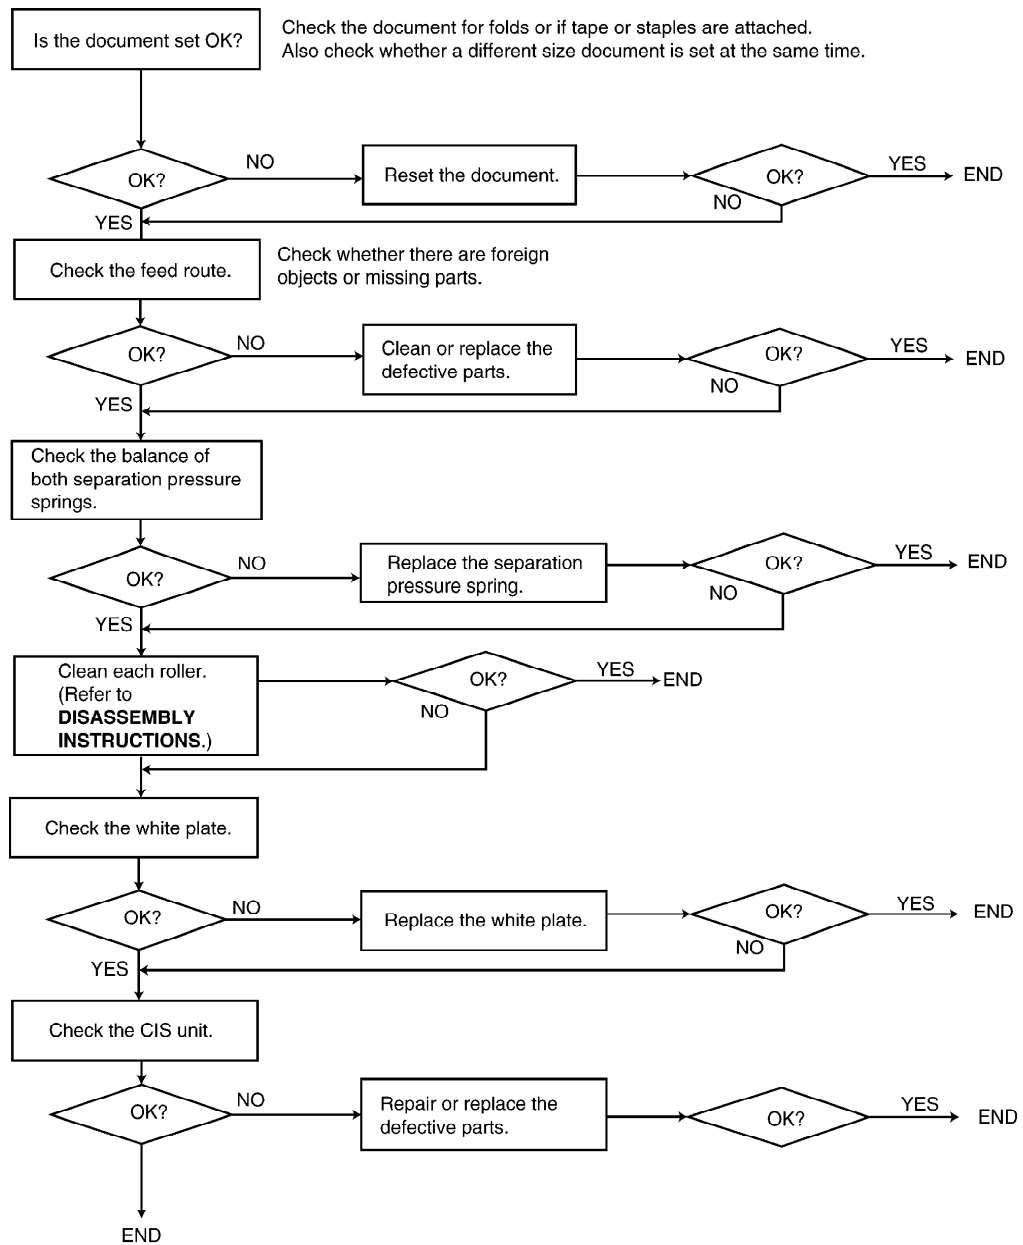 Is the document set OK?
Check the document for folds or if tape or staples are attached.
Also check whether a different size document is set at the same time.
OK?
NO
Reset the document.
OK?
YES
END
NO
YES
Check the feed route.
Check whether there are foreign
objects or missing parts.
OK?
NO
Clean or replace the
defective parts.
OK?
YES
END
NO
YES
Check the balance of
both separation pressure
springs.
OK?
NO
Replace the separation
pressure spring.
OK?
YES
END
NO
YES
Clean each roller.
(Refer to
DISASSEMBLY
INSTRUCTIONS.)
OK?
YES
END
NO
Check the white plate.
OK?
NO
Replace the white plate.
OK?
YES
END
NO
YES
Check the CIS unit.
OK?
NO
Repair or replace the
defective parts.
OK?
YES
END
END